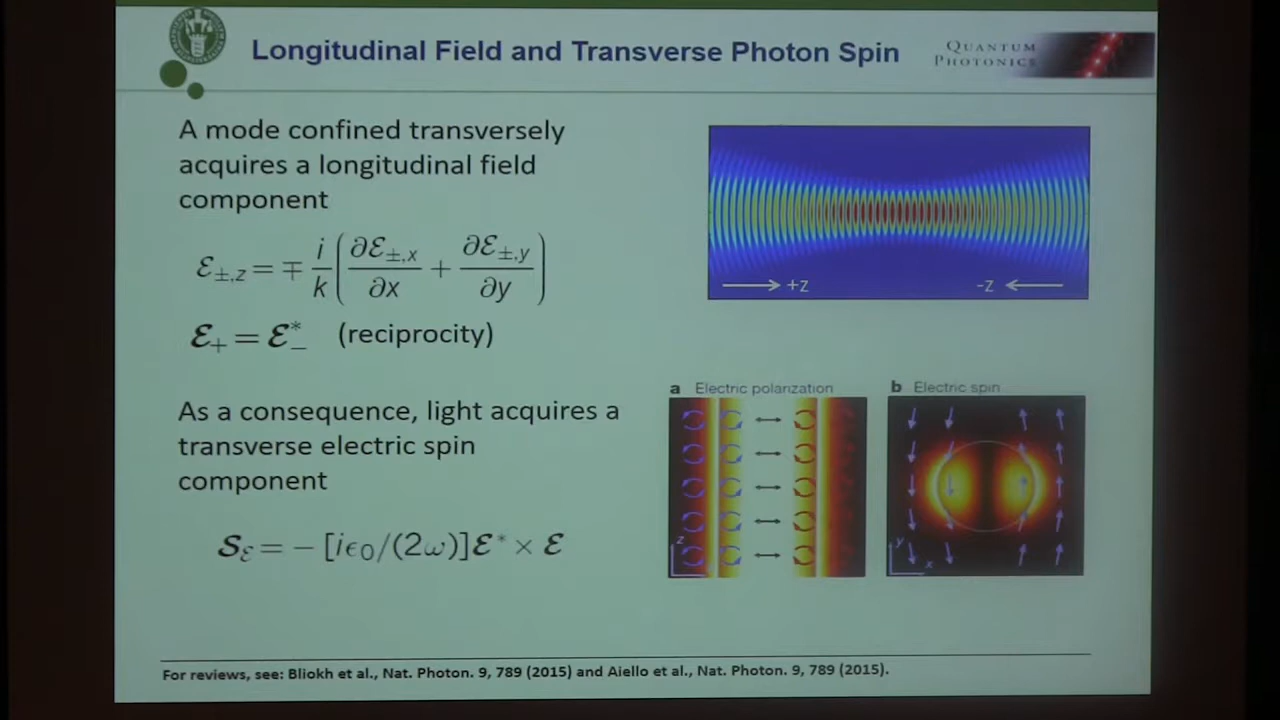 Longitudinal Field and Transverse Photon Spin
QUANTUM
PHOTONICS
A mode confined transversely
acquires a longitudinal field
component
ℰ±,z = ∓ i/k (∂ℰ±,x/∂x + ∂ℰ±,y/∂y)
ℰ₊ = ℰ₋* (reciprocity)
+z
-z
As a consequence, light acquires a
transverse electric spin
component
S_ℰ = − [iϵ₀/(2ω)]ℰ* × ℰ
a Electric polarization
z
b Electric spin
y
x
For reviews, see: Bliokh et al., Nat. Photon. 9, 789 (2015) and Aiello et al., Nat. Photon. 9, 789 (2015).